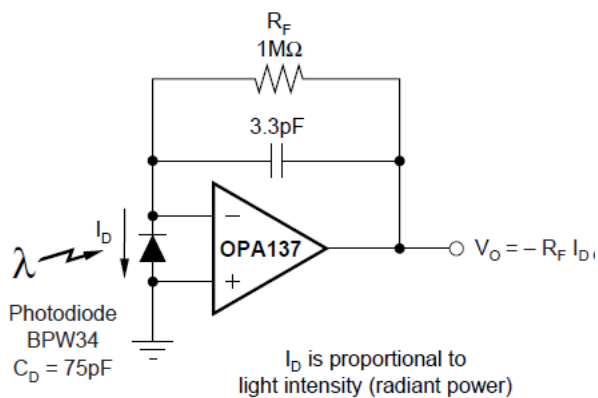 R_F
1MΩ
3.3pF
I_D
−
OPA137
+
λ
V_O = – R_F I_D
Photodiode
BPW34
C_D = 75pF
I_D is proportional to
light intensity (radiant power)